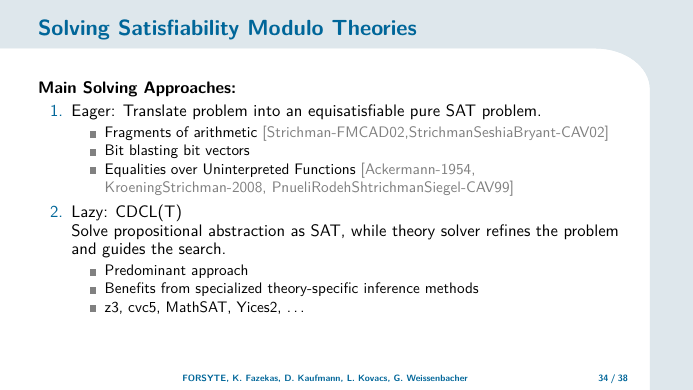 Solving Satisfiability Modulo Theories
Main Solving Approaches:
1. Eager: Translate problem into an equisatisfiable pure SAT problem.
Fragments of arithmetic [Strichman-FMCAD02,StrichmanSeshiaBryant-CAV02]
Bit blasting bit vectors
Equalities over Uninterpreted Functions [Ackermann-1954,
KroeningStrichman-2008, PnueliRodehShtrichmanSiegel-CAV99]
2. Lazy: CDCL(T)
Solve propositional abstraction as SAT, while theory solver refines the problem
and guides the search.
Predominant approach
Benefits from specialized theory-specific inference methods
z3, cvc5, MathSAT, Yices2, ...
FORSYTE, K. Fazekas, D. Kaufmann, L. Kovacs, G. Weissenbacher
34 / 38